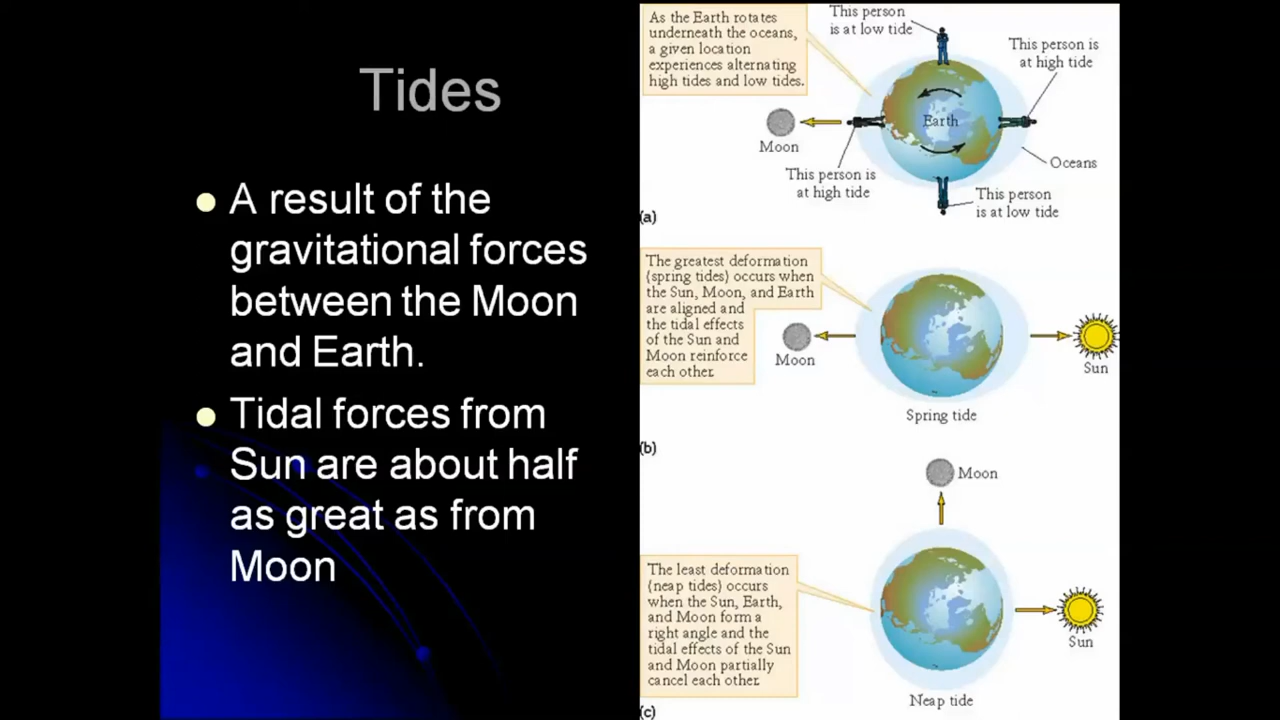 Tides
A result of the
gravitational forces
between the Moon
and Earth.
Tidal forces from
Sun are about half
as great as from
Moon
As the Earth rotates
underneath the oceans,
a given location
experiences alternating
high tides and low tides.
This person
is at low tide
This person is
at high tide
Earth
Moon
Oceans
This person is
at high tide
This person
is at low tide
(a)
The greatest deformation
(spring tides) occurs when
the Sun, Moon, and Earth
are aligned and
the tidal effects
of the Sun and
Moon reinforce
each other.
Moon
Sun
Spring tide
(b)
Moon
The least deformation
(neap tides) occurs
when the Sun, Earth,
and Moon form a
right angle and the
tidal effects of the Sun
and Moon partially
cancel each other.
Sun
Neap tide
(c)